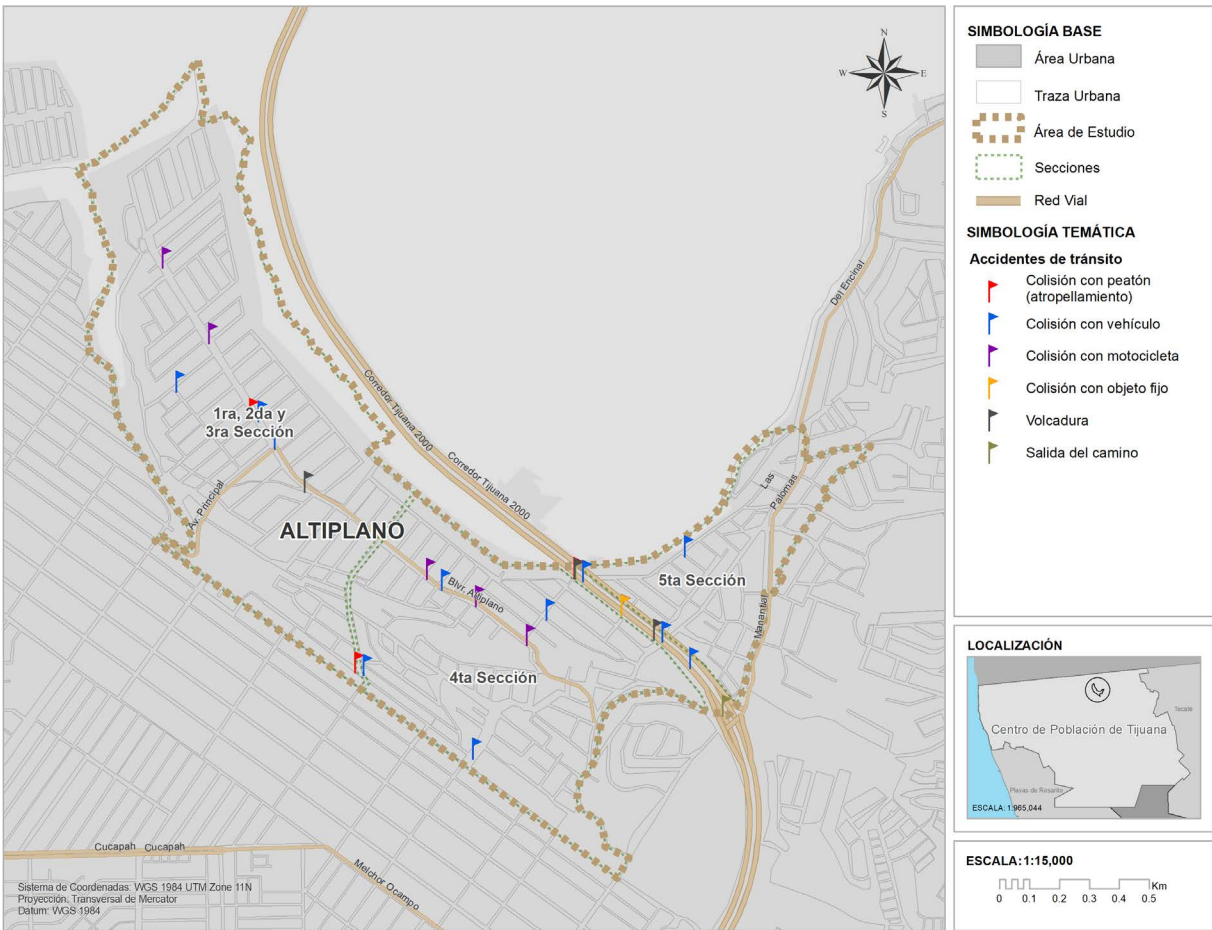 N
W
E
S
Del Encinal
Corredor Tijuana 2000
Corredor Tijuana 2000
1ra, 2da y
3ra Sección
Av. Principal
ALTIPLANO
Las
Palomas
5ta Sección
Blvr. Altiplano
Manantial
4ta Sección
Cucapah
Cucapah
Melchor Ocampo
Sistema de Coordenadas: WGS 1984 UTM Zone 11N
Proyección: Transversal de Mercator
Datum: WGS 1984
SIMBOLOGÍA BASE
Área Urbana
Traza Urbana
Área de Estudio
Secciones
Red Vial
SIMBOLOGÍA TEMÁTICA
Accidentes de tránsito
Colisión con peatón
(atropellamiento)
Colisión con vehículo
Colisión con motocicleta
Colisión con objeto fijo
Volcadura
Salida del camino
LOCALIZACIÓN
Tecate
Centro de Población de Tijuana
Playas de Rosarito
ESCALA: 1:965,044
ESCALA: 1:15,000
Km
0 0.1 0.2 0.3 0.4 0.5